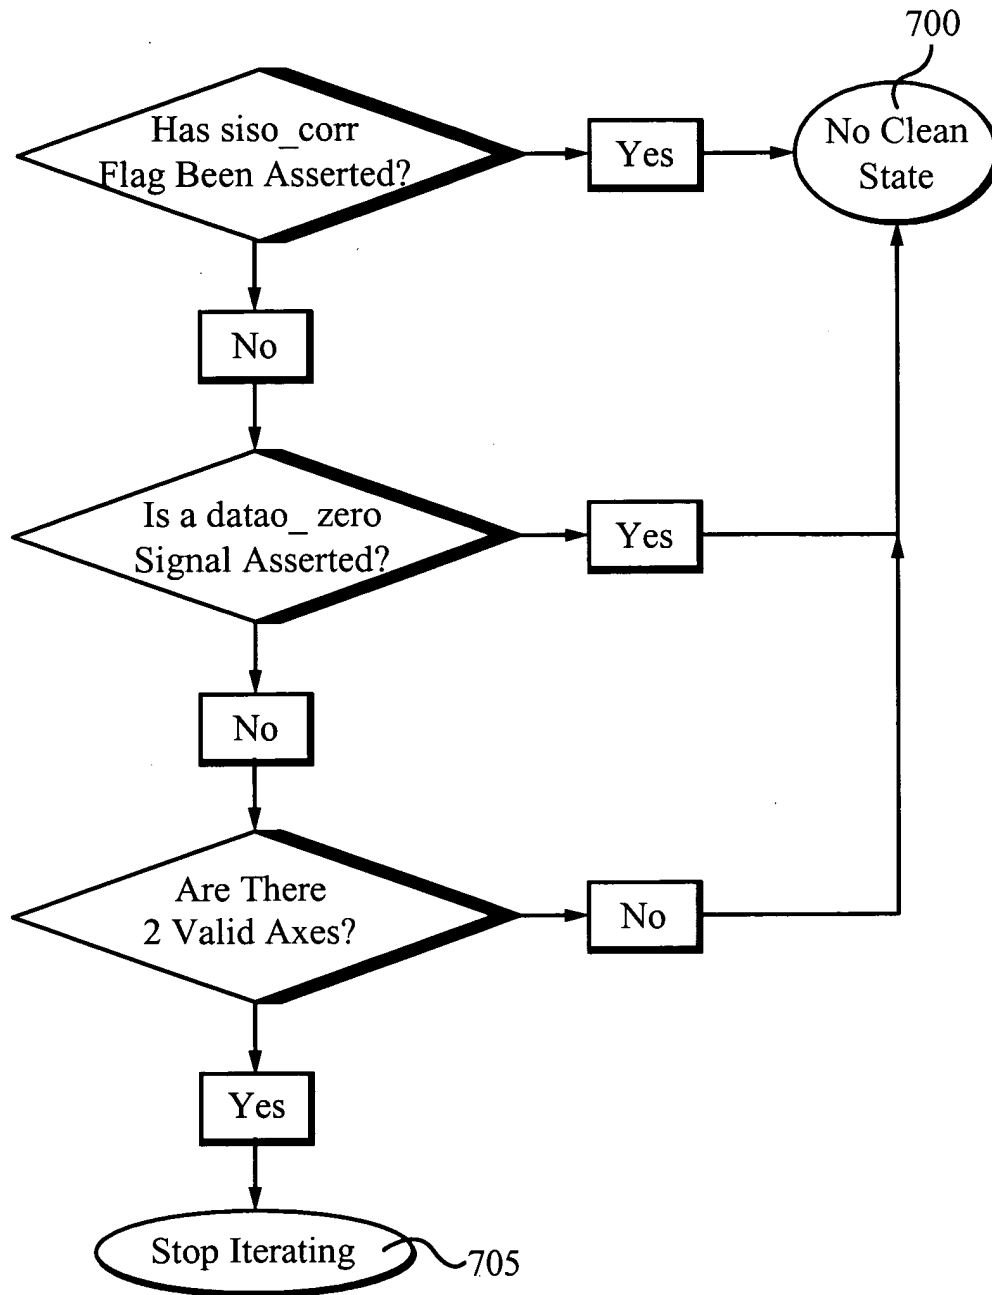 700
Has siso_corr
Flag Been Asserted?
Yes
No Clean
State
No
Is a datao_ zero
Signal Asserted?
Yes
No
Are There
2 Valid Axes?
No
Yes
Stop Iterating
705